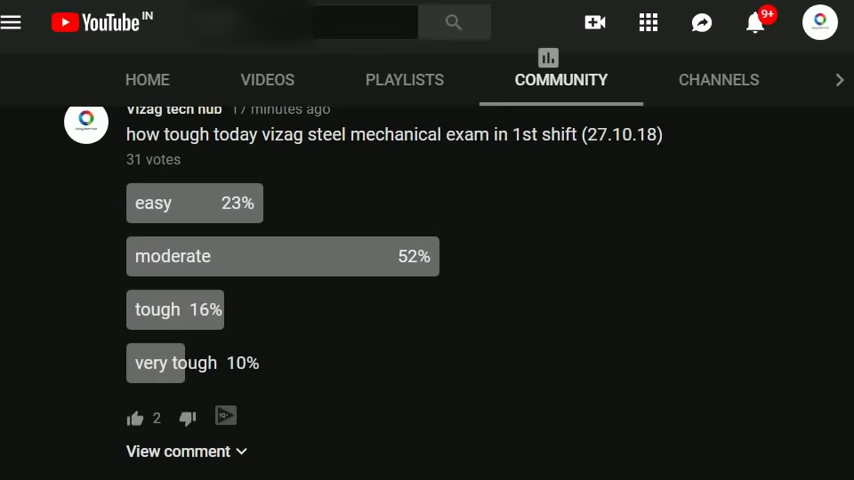 YouTube IN
9+
HOME VIDEOS PLAYLISTS COMMUNITY CHANNELS
Vizag tech hub 17 minutes ago
how tough today vizag steel mechanical exam in 1st shift (27.10.18)
31 votes
easy 23%
moderate 52%
tough 16%
very tough 10%
2
View comment